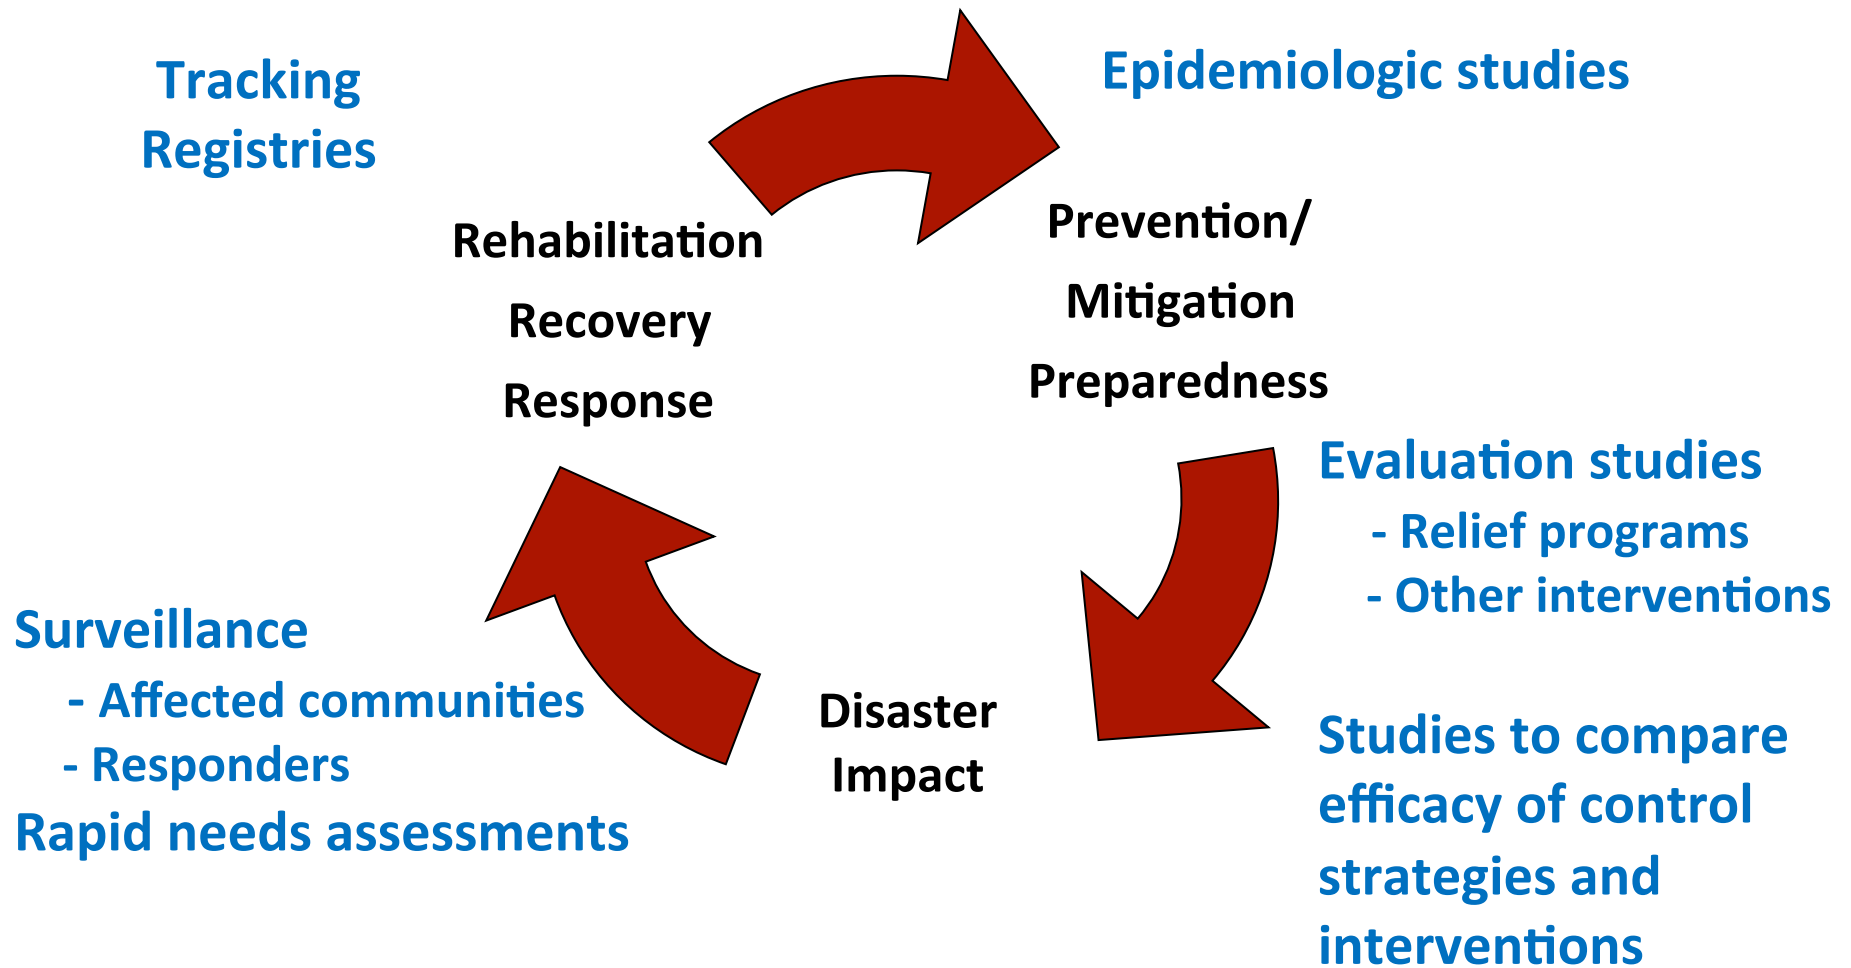 Tracking
Registries
Epidemiologic studies
Rehabilitation
Recovery
Response
Prevention/
Mitigation
Preparedness
Evaluation studies
- Relief programs
- Other interventions
Surveillance
- Affected communities
- Responders
Rapid needs assessments
Disaster
Impact
Studies to compare
efficacy of control
strategies and
interventions